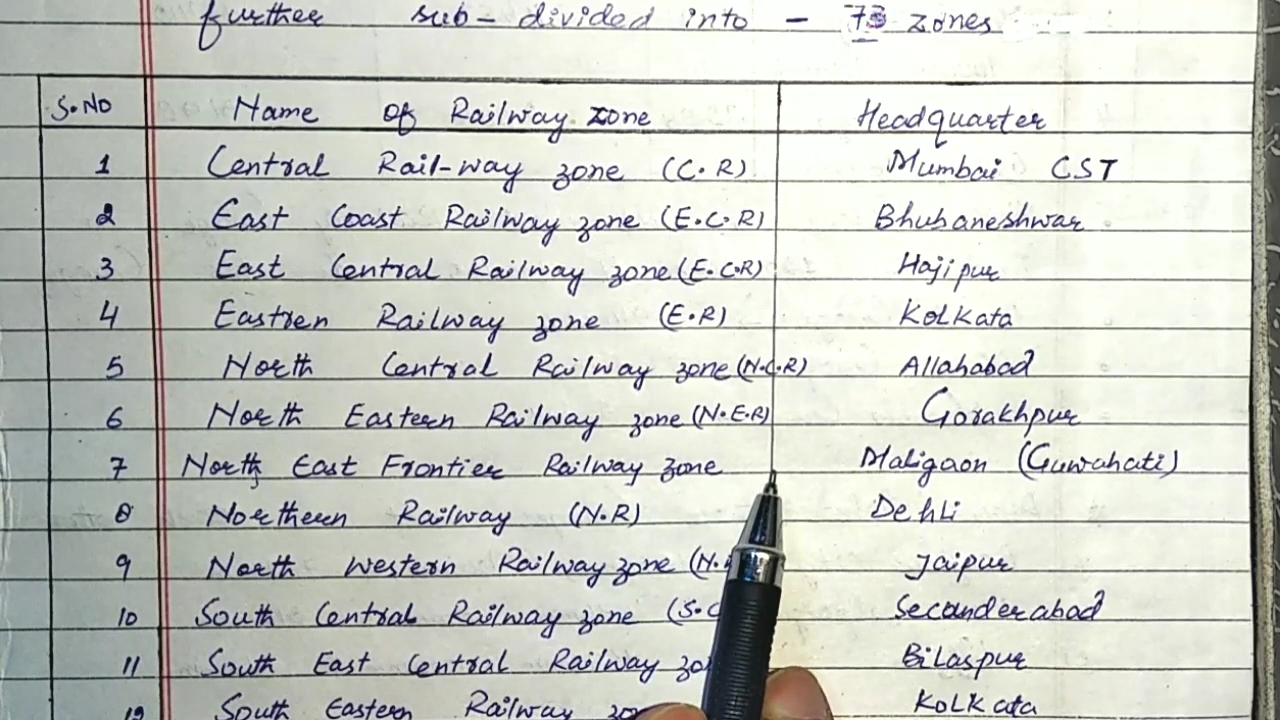 further sub-divided into - 73 zones
S.No Name of Railway zone Headquarter
1 Central Rail-way zone (C.R) Mumbai CST
2 East Coast Railway zone (E.C.R) Bhubaneshwar
3 East Central Railway zone (E.C.R) Hajipur
4 Eastren Railway zone (E.R) Kolkata
5 North Central Railway zone (N.C.R) Allahabad
6 North Eastern Railway zone (N.E.R) Gorakhpur
7 North East Frontier Railway zone Maligaon (Guwahati)
8 Northern Railway (N.R) Dehli
9 North Western Railway zone (N. Jaipur
10 South Central Railway zone (S.C Secanderabad
11 South East Central Railway zo Bilaspur
12 South Eastern Railway zo Kolkata